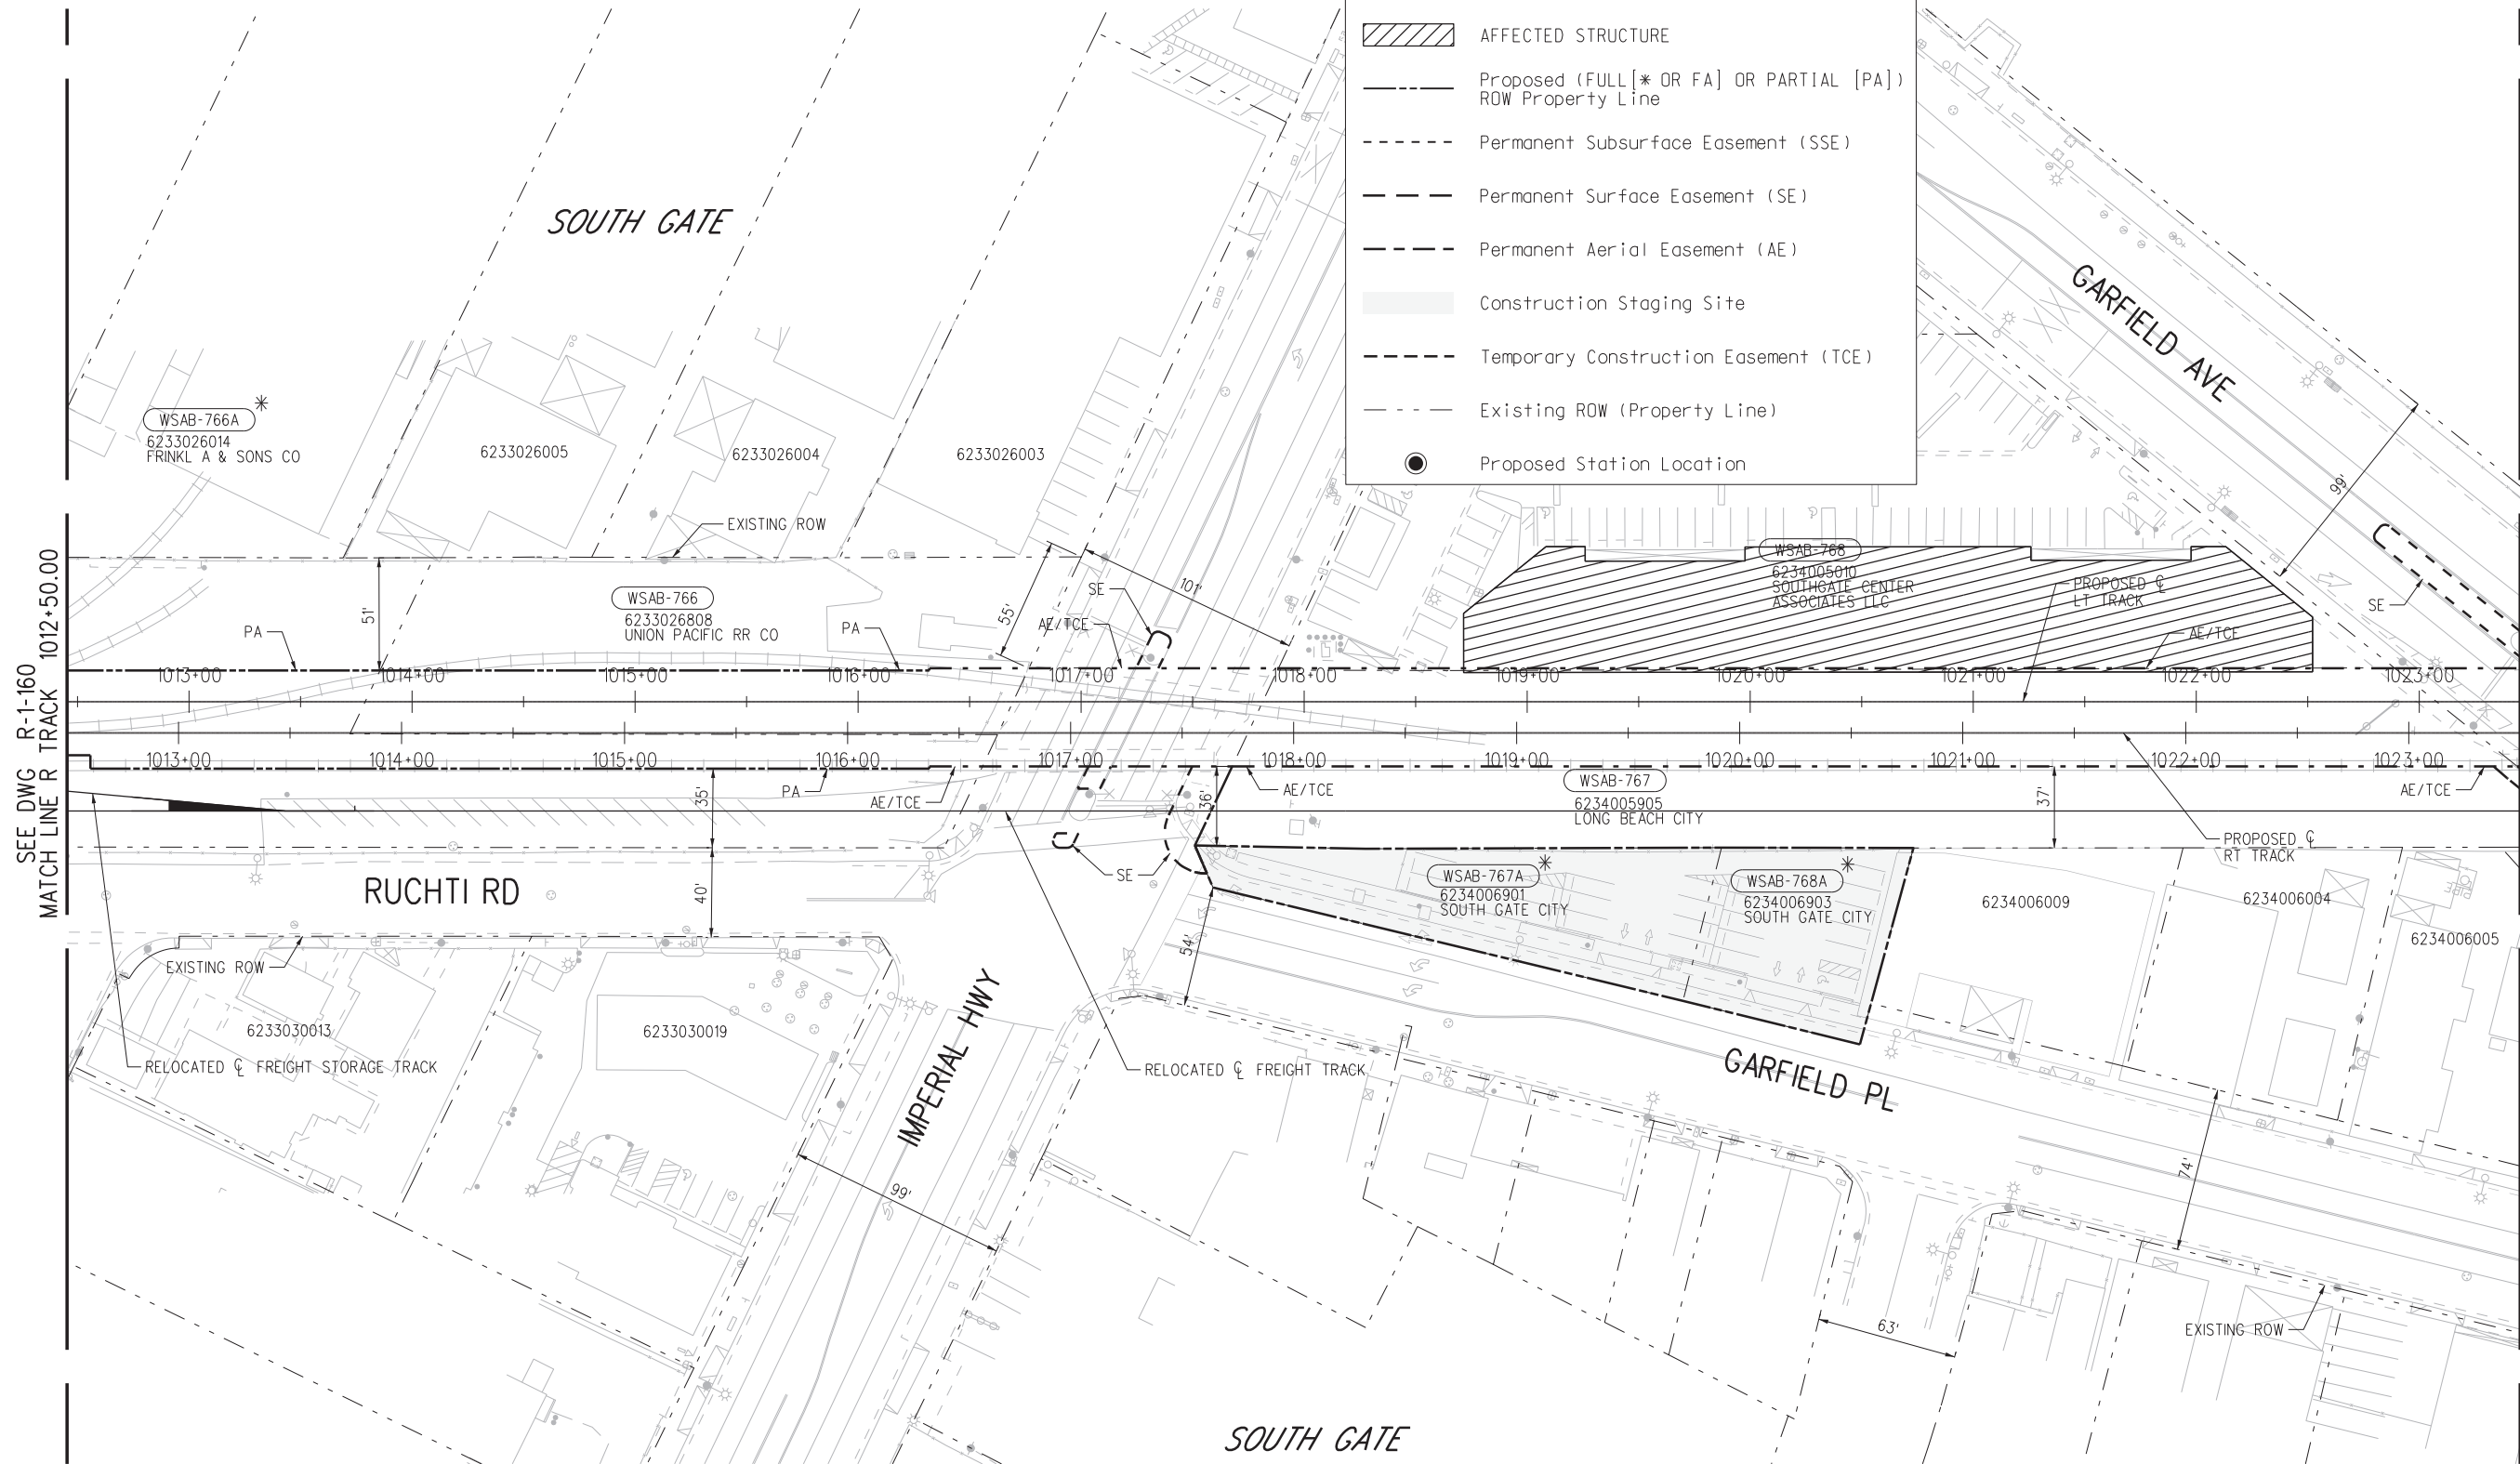 AFFECTED STRUCTURE
Proposed (FULL[* OR FA] OR PARTIAL [PA])
ROW Property Line
Permanent Subsurface Easement (SSE)
Permanent Surface Easement (SE)
Permanent Aerial Easement (AE)
Construction Staging Site
Temporary Construction Easement (TCE)
Existing ROW (Property Line)
Proposed Station Location
SOUTH GATE
GARFIELD AVE
99'
WSAB-766A *
6233026014
FRINKL A & SONS CO
6233026005
6233026004
6233026003
EXISTING ROW
51'
WSAB-766
6233026808
UNION PACIFIC RR CO
PA
PA
55'
101'
SE
AE/TCE
WSAB-768
6234005010
SOUTHGATE CENTER
ASSOCIATES LLC
PROPOSED ℄
LT TRACK
AE/TCE
SE
SEE DWG R-1-160
MATCH LINE R TRACK 1012+50.00
1013+00
1014+00
1015+00
1016+00
1017+00
1018+00
1019+00
1020+00
1021+00
1022+00
1023+00
1013+00
1014+00
1015+00
1016+00
1017+00
1018+00
1019+00
1020+00
1021+00
1022+00
1023+00
35'
PA
AE/TCE
36'
AE/TCE
WSAB-767
6234005905
LONG BEACH CITY
37'
AE/TCE
PROPOSED ℄
RT TRACK
SE
RUCHTI RD
40'
WSAB-767A *
6234006901
SOUTH GATE CITY
WSAB-768A *
6234006903
SOUTH GATE CITY
6234006009
6234006004
6234006005
54'
EXISTING ROW
6233030013
6233030019
RELOCATED ℄ FREIGHT STORAGE TRACK
IMPERIAL HWY
RELOCATED ℄ FREIGHT TRACK
GARFIELD PL
99'
74'
63'
EXISTING ROW
SOUTH GATE